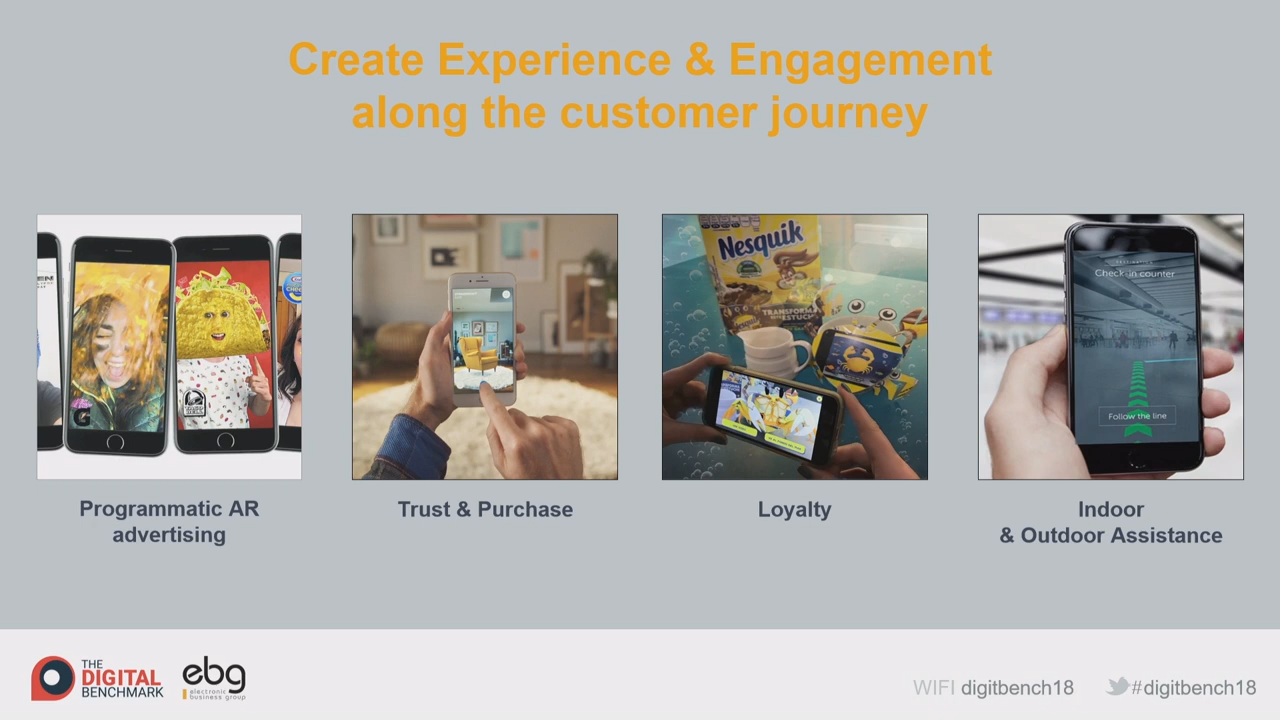 Create Experience & Engagement
along the customer journey
G
Nesquik
TRANSFORMA
Check-in counter
Follow the line
Programmatic AR
advertising
Trust & Purchase
Loyalty
Indoor
& Outdoor Assistance
THE
DIGITAL
BENCHMARK
ebg
electronic
business group
WIFI digitbench18
#digitbench18